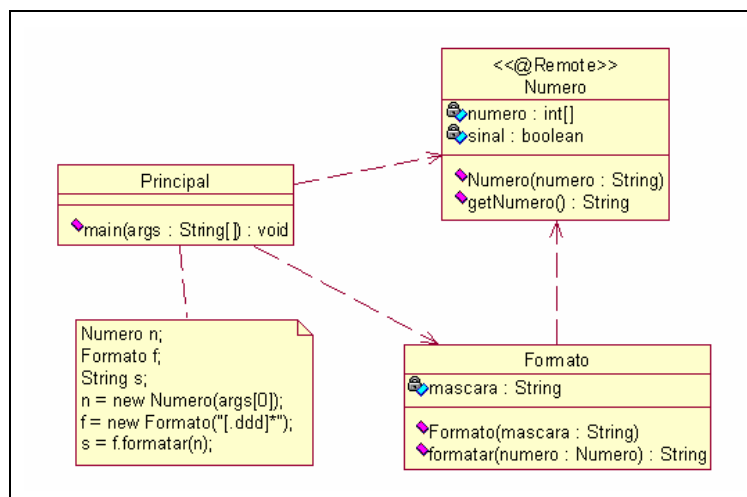 <<@Remote>>
Numero
numero : int[]
sinal : boolean
Numero(numero : String)
getNumero() : String
Principal
main(args : String[]) : void
Numero n;
Formato f;
String s;
n = new Numero(args[0]);
f = new Formato("[.ddd]*");
s = f.formatar(n);
Formato
mascara : String
Formato(mascara : String)
formatar(numero : Numero) : String